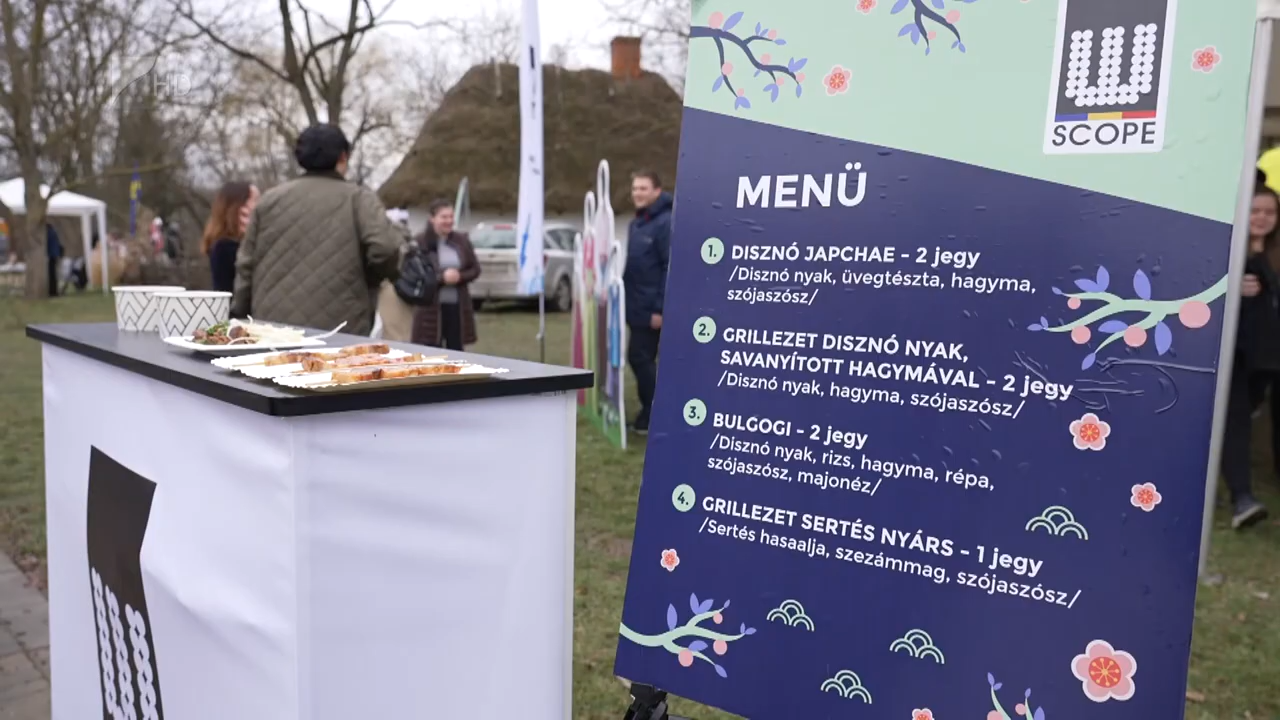 HD
SCOPE
MENÜ
1. DISZNÓ JAPCHAE - 2 jegy
/Disznó nyak, üvegtészta, hagyma,
szójaszósz/
2. GRILLEZET DISZNÓ NYAK,
SAVANYÍTOTT HAGYMÁVAL - 2 jegy
/Disznó nyak, hagyma, szójaszósz/
3. BULGOGI - 2 jegy
/Disznó nyak, rizs, hagyma, répa,
szójaszósz, majonéz/
4. GRILLEZET SERTÉS NYÁRS - 1 jegy
/Sertés hasaalja, szezámmag, szójaszósz/